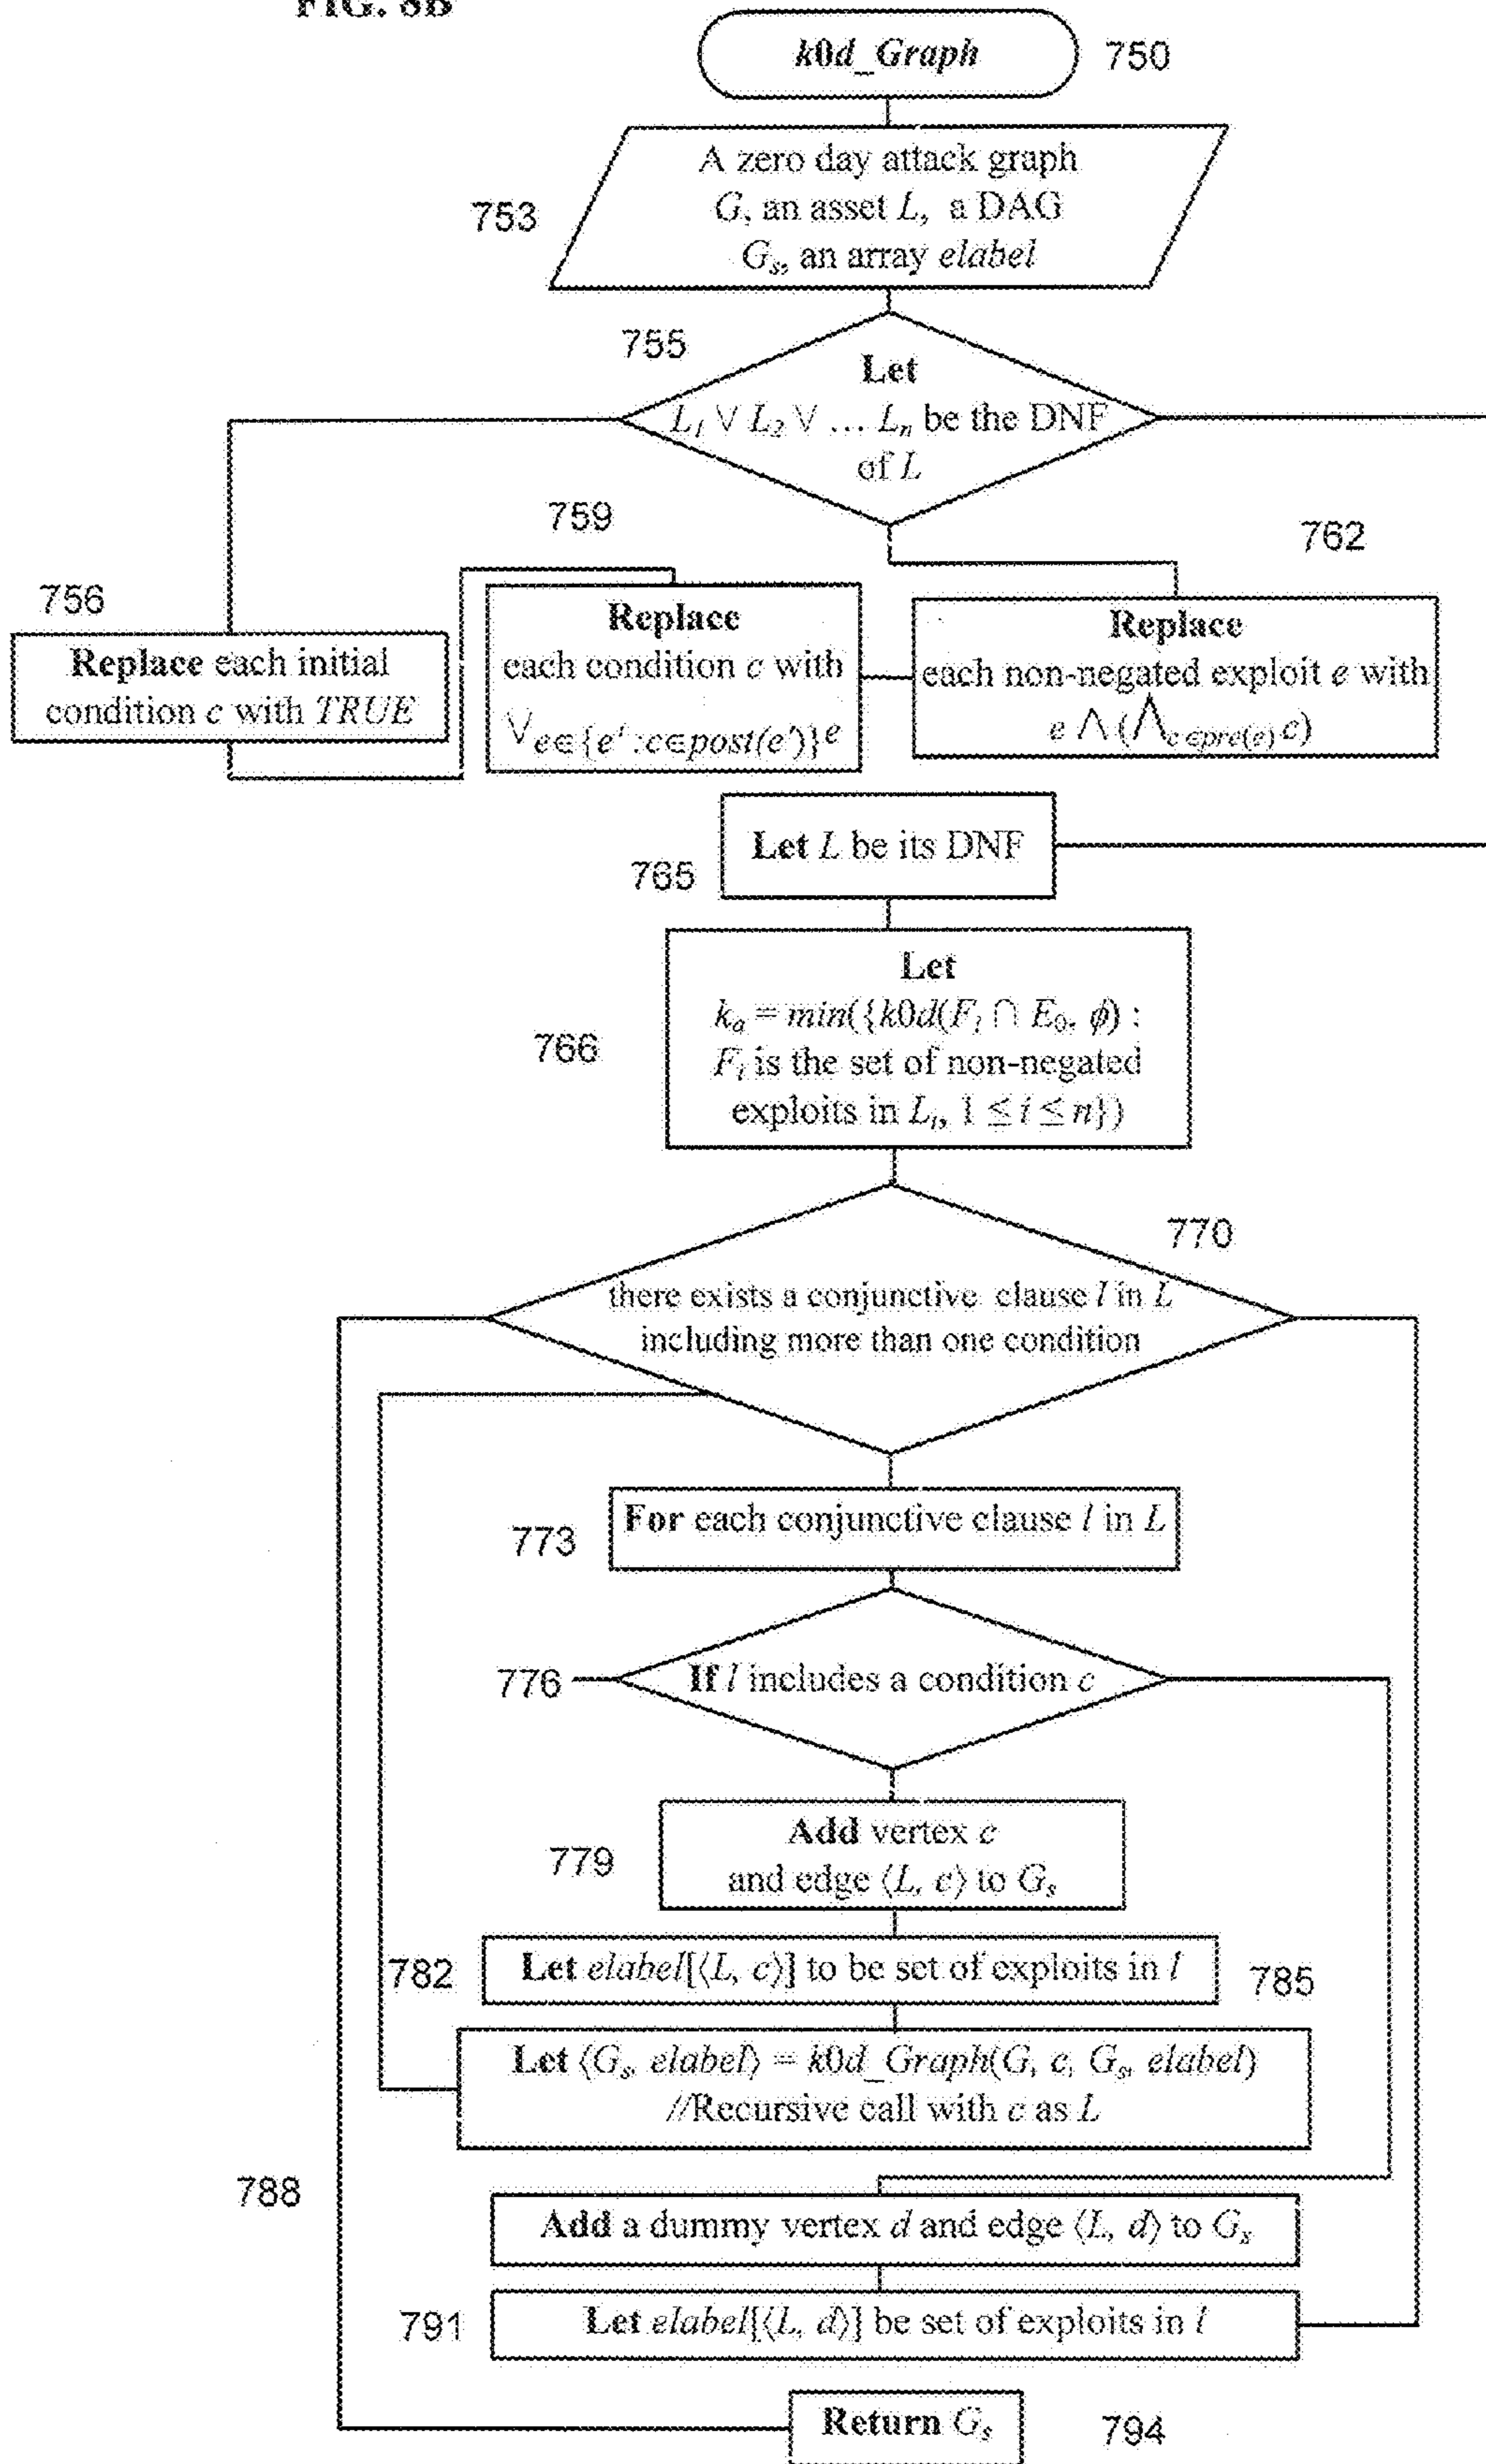 FIG. 8B
k0d_Graph
750
A zero day attack graph
G, an asset L, a DAG
Gs, an array elabel
753
755
Let
L1 ∨ L2 ∨ … Ln be the DNF
of L
759
762
756
Replace each initial
condition c with TRUE
Replace
each condition c with
∨e∈{e':c∈post(e')}e
Replace
each non-negated exploit e with
e ∧ (∧c∈pre(e) c)
Let L be its DNF
765
Let
ka = min({k0d(Fi ∩ E0, ϕ) :
Fi is the set of non-negated
exploits in Li, 1 ≤ i ≤ n})
766
770
there exists a conjunctive clause l in L
including more than one condition
For each conjunctive clause l in L
773
776
If l includes a condition c
Add vertex c
and edge ⟨L, c⟩ to Gs
779
782
Let elabel[⟨L, c⟩] to be set of exploits in l
785
Let ⟨Gs, elabel⟩ = k0d_Graph(G, c, Gs, elabel)
//Recursive call with c as L
788
Add a dummy vertex d and edge ⟨L, d⟩ to Gs
791
Let elabel[⟨L, d⟩] be set of exploits in l
Return Gs
794